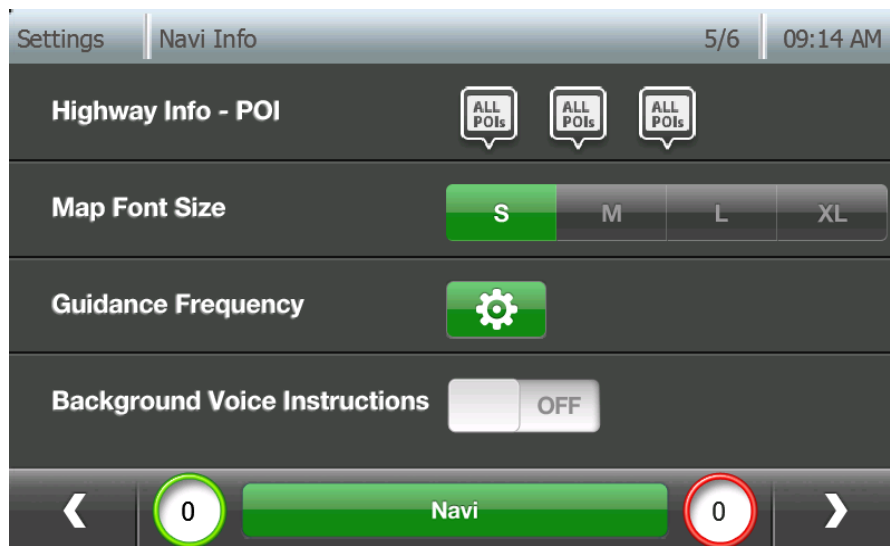 Settings Navi Info 5/6 09:14 AM
Highway Info - POI ALL POIs ALL POIs ALL POIs
Map Font Size S M L XL
Guidance Frequency
Background Voice Instructions OFF
0 Navi 0